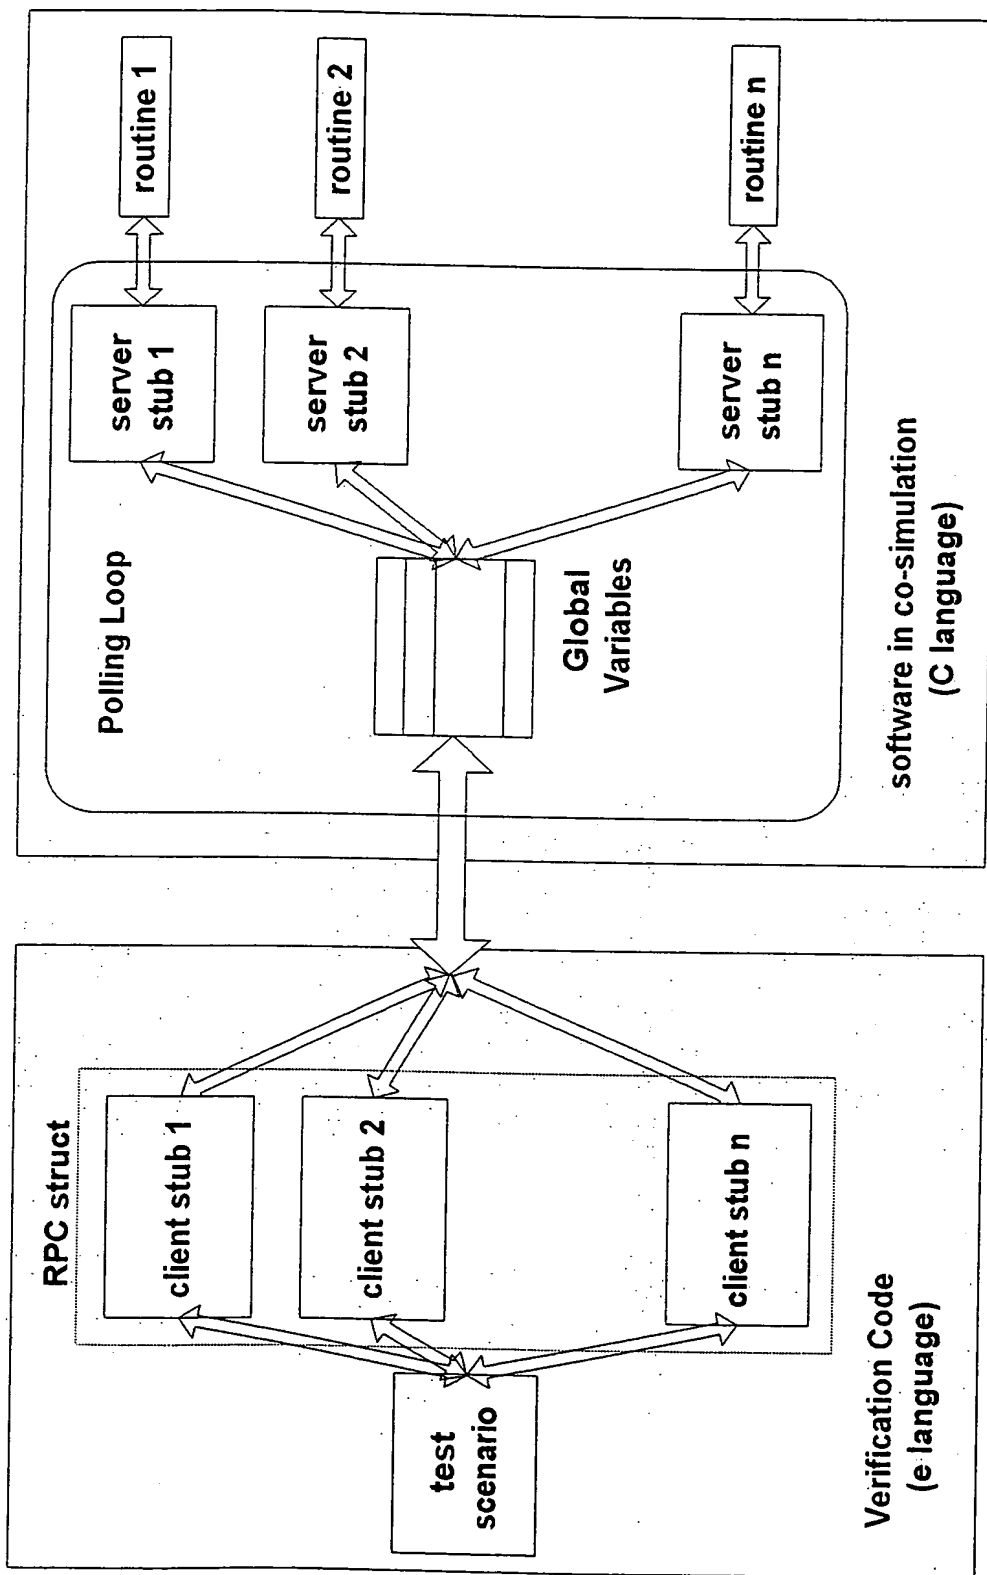 RPC struct
test
scenario
client stub 1
client stub 2
client stub n
Verification Code
(e language)
Polling Loop
Global
Variables
server
stub 1
server
stub 2
server
stub n
routine 1
routine 2
routine n
software in co-simulation
(C language)